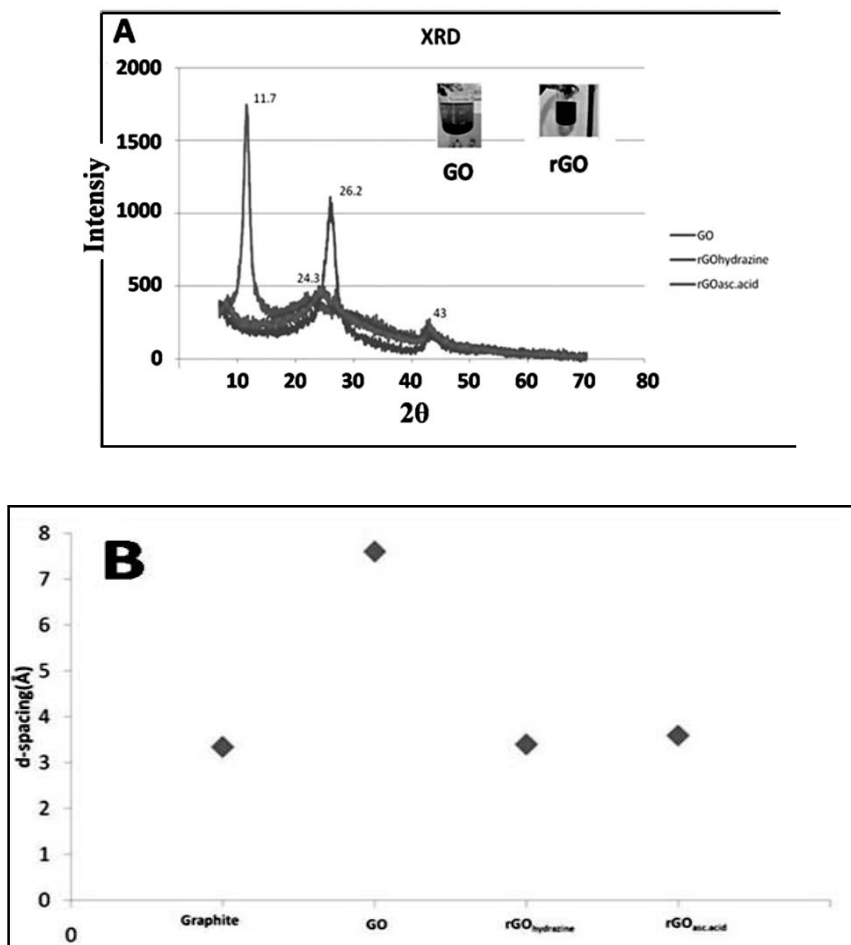 A
XRD
2000
1500
1000
500
0
11.7
26.2
24.3
43
GO
rGO
Intensiy
GO
rGOhydrazine
rGOasc.acid
10 20 30 40 50 60 70 80
2θ
B
8
7
6
5
4
3
2
1
0
d-spacing(Å)
Graphite GO rGOhydrazine rGOasc.acid
0